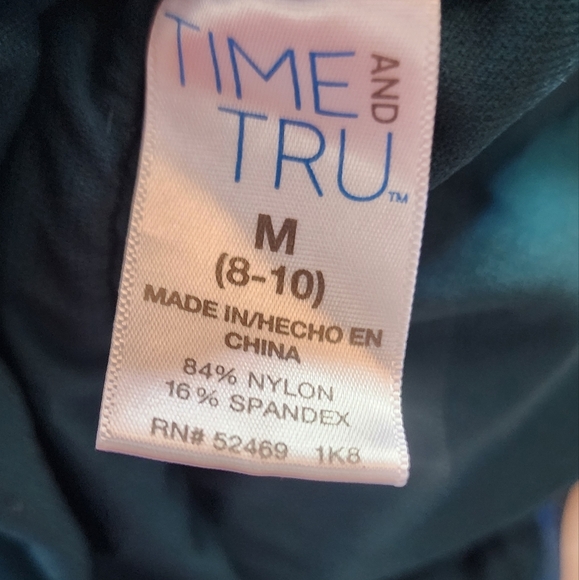 TIME AND
TRU™
M
(8-10)
MADE IN/HECHO EN
CHINA
84% NYLON
16% SPANDEX
RN# 52469 1K8